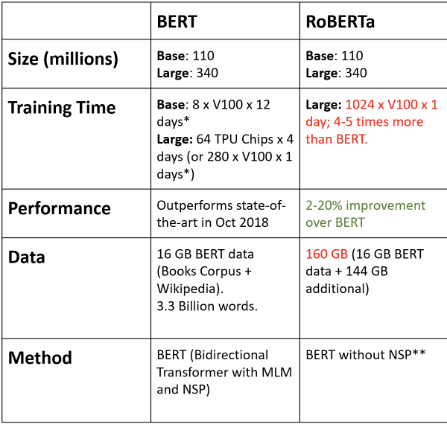 BERT
RoBERTa
Size (millions)
Base: 110
Large: 340
Base: 110
Large: 340
Training Time
Base: 8 x V100 x 12
days*
Large: 64 TPU Chips x 4
days (or 280 x V100 x 1
days*)
Large: 1024 x V100 x 1
day; 4-5 times more
than BERT.
Performance
Outperforms state-of-
the-art in Oct 2018
2-20% improvement
over BERT
Data
16 GB BERT data
(Books Corpus +
Wikipedia).
3.3 Billion words.
160 GB (16 GB BERT
data + 144 GB
additional)
Method
BERT (Bidirectional
Transformer with MLM
and NSP)
BERT without NSP**